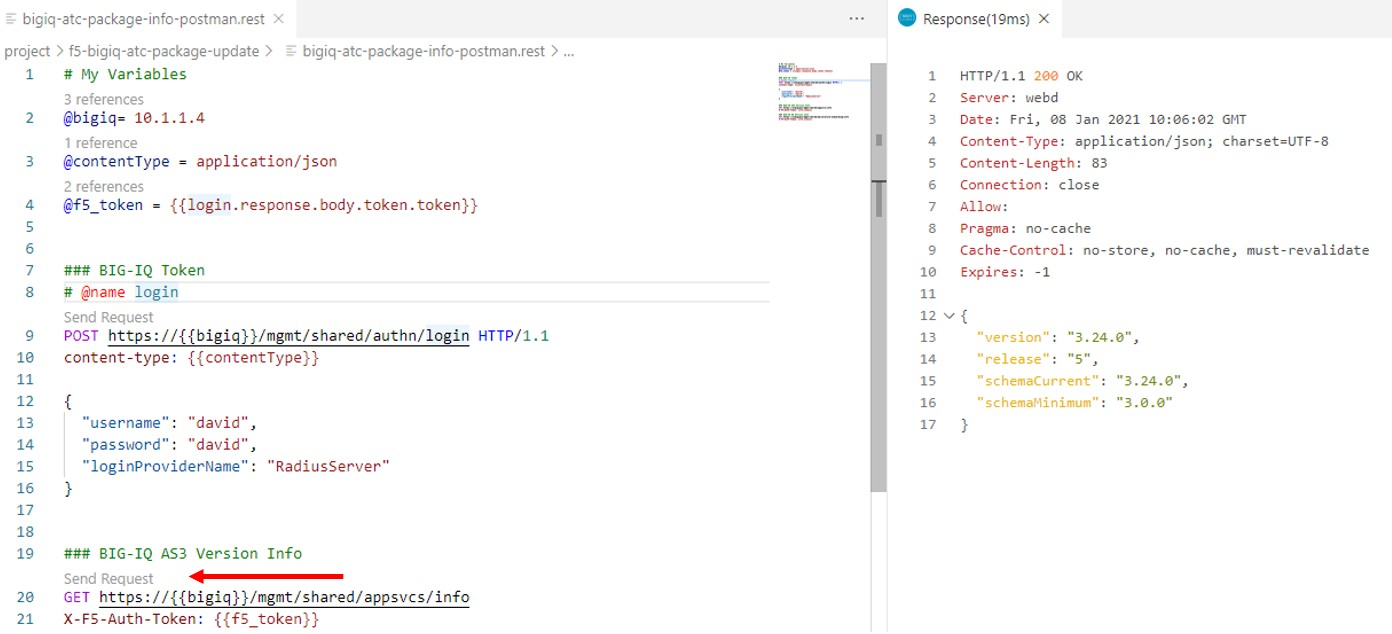 bigiq-atc-package-info-postman.rest
project > f5-bigiq-atc-package-update > bigiq-atc-package-info-postman.rest > ...
1 # My Variables
3 references
2 @bigiq= 10.1.1.4
1 reference
3 @contentType = application/json
2 references
4 @f5_token = {{login.response.body.token.token}}
5
6
7 ### BIG-IQ Token
8 # @name login
Send Request
9 POST https://{{bigiq}}/mgmt/shared/authn/login HTTP/1.1
10 content-type: {{contentType}}
11
12 {
13 "username": "david",
14 "password": "david",
15 "loginProviderName": "RadiusServer"
16 }
17
18
19 ### BIG-IQ AS3 Version Info
Send Request
20 GET https://{{bigiq}}/mgmt/shared/appsvcs/info
21 X-F5-Auth-Token: {{f5_token}}
Response(19ms)
1 HTTP/1.1 200 OK
2 Server: webd
3 Date: Fri, 08 Jan 2021 10:06:02 GMT
4 Content-Type: application/json; charset=UTF-8
5 Content-Length: 83
6 Connection: close
7 Allow:
8 Pragma: no-cache
9 Cache-Control: no-store, no-cache, must-revalidate
10 Expires: -1
11
12 {
13 "version": "3.24.0",
14 "release": "5",
15 "schemaCurrent": "3.24.0",
16 "schemaMinimum": "3.0.0"
17 }